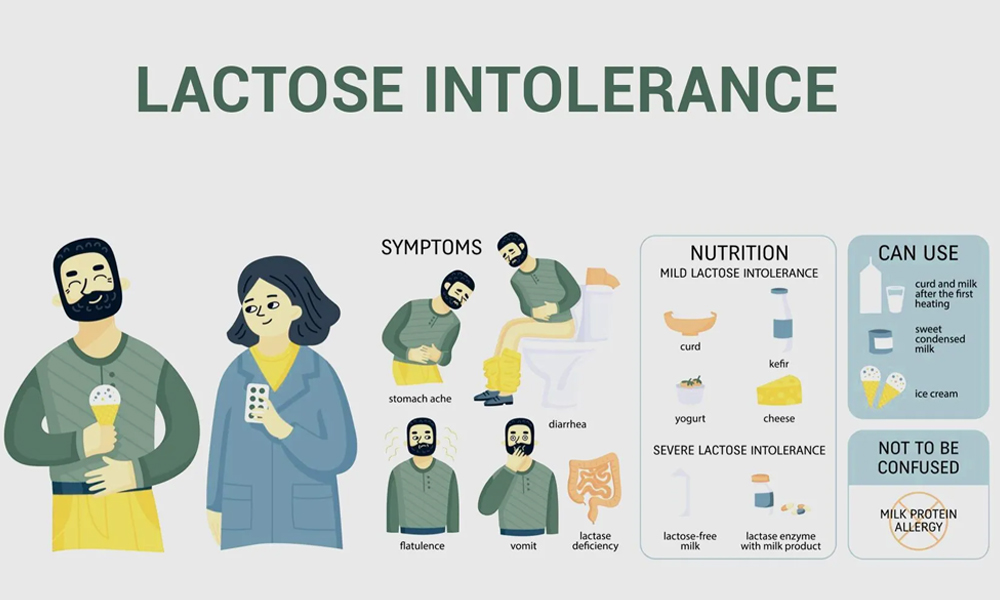 LACTOSE INTOLERANCE
SYMPTOMS
stomach ache
diarrhea
flatulence
vomit
lactase
deficiency
NUTRITION
MILD LACTOSE INTOLERANCE
curd
kefir
yogurt
cheese
SEVERE LACTOSE INTOLERANCE
lactose-free
milk
lactase enzyme
with milk product
CAN USE
curd and milk
after the first
heating
sweet
condensed
milk
ice cream
NOT TO BE
CONFUSED
MILK PROTEIN
ALLERGY